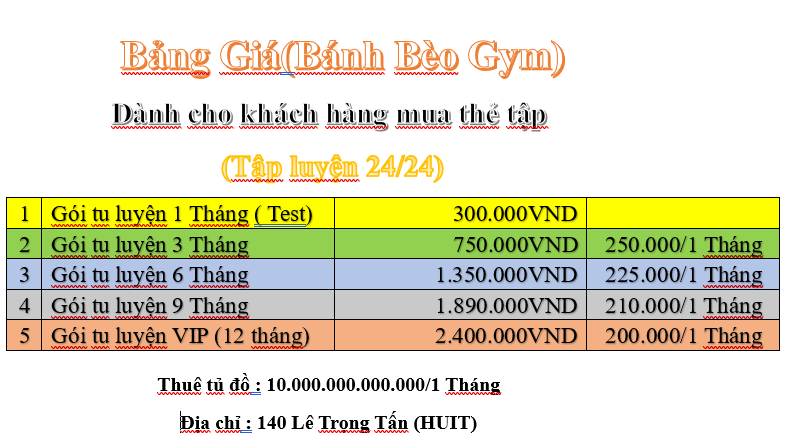 Bảng Giá(Bánh Bèo Gym)
Dành cho khách hàng mua thẻ tập
(Tập luyện 24/24)
1 Gói tu luyện 1 Tháng ( Test) 300.000VND
2 Gói tu luyện 3 Tháng 750.000VND 250.000/1 Tháng
3 Gói tu luyện 6 Tháng 1.350.000VND 225.000/1 Tháng
4 Gói tu luyện 9 Tháng 1.890.000VND 210.000/1 Tháng
5 Gói tu luyện VIP (12 tháng) 2.400.000VND 200.000/1 Tháng
Thuê tủ đồ : 10.000.000.000.000/1 Tháng
Địa chỉ : 140 Lê Trọng Tấn (HUIT)